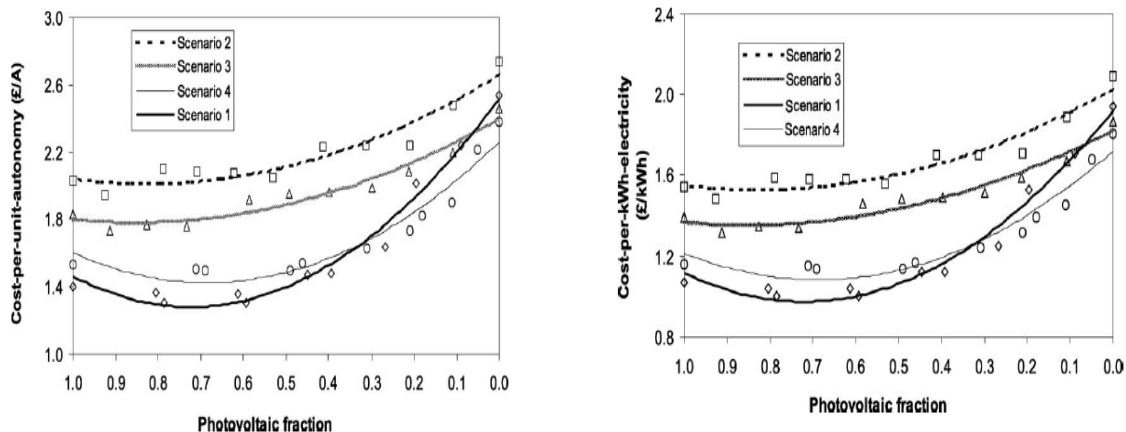 Cost-per-unit-autonomy (£/A)
3.0
2.6
2.2
1.8
1.4
1.0
Scenario 2
Scenario 3
Scenario 4
Scenario 1
1.0 0.9 0.8 0.7 0.6 0.5 0.4 0.3 0.2 0.1 0.0
Photovoltaic fraction
Cost-per-kWh-electricity
(£/kWh)
2.4
2.0
1.6
1.2
0.8
Scenario 2
Scenario 3
Scenario 1
Scenario 4
1.0 0.9 0.8 0.7 0.6 0.5 0.4 0.3 0.2 0.1 0.0
Photovoltaic fraction